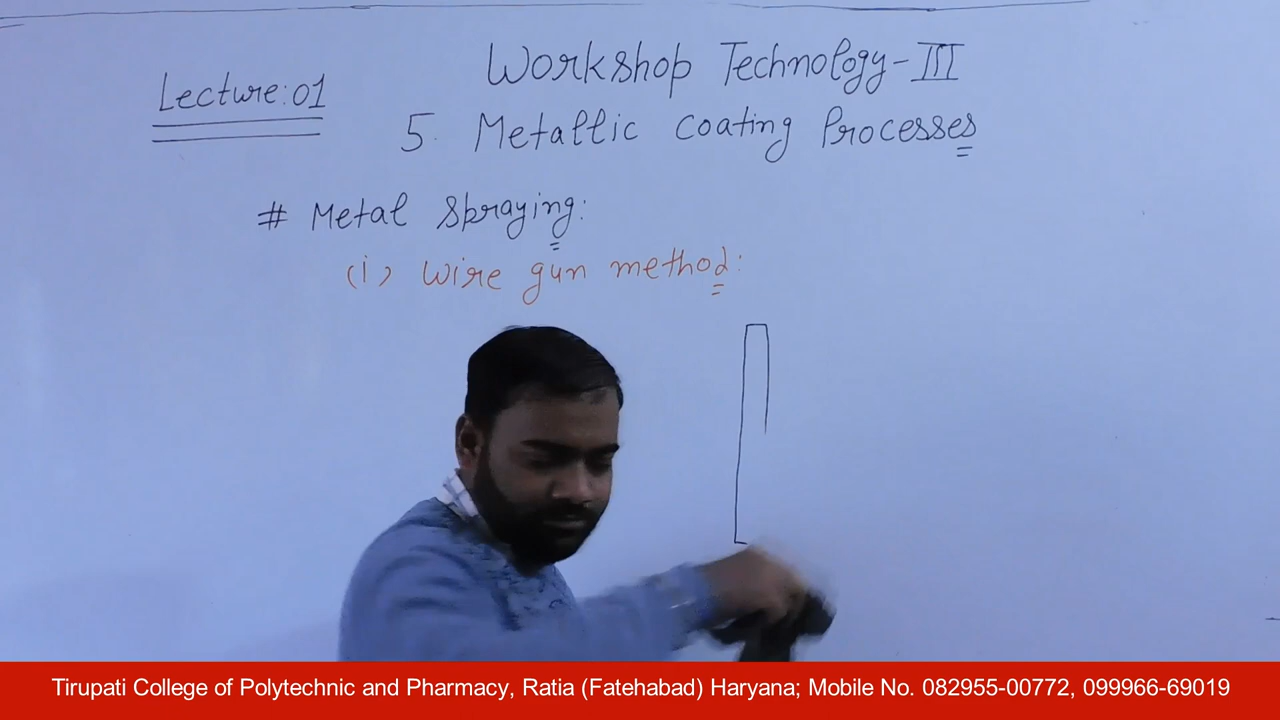 Workshop Technology-III
Lecture:01
5. Metallic Coating Processes
# Metal Spraying:
(i) Wire gun method:
Tirupati College of Polytechnic and Pharmacy, Ratia (Fatehabad) Haryana; Mobile No. 082955-00772, 099966-69019